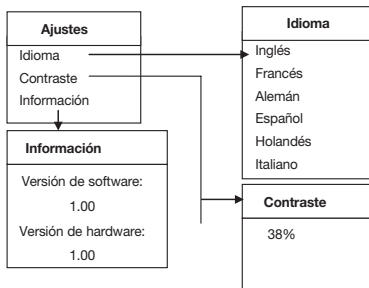 Ajustes
Idioma
Contraste
Información
Idioma
Inglés
Francés
Alemán
Español
Holandés
Italiano
Información
Versión de software:
1.00
Versión de hardware:
1.00
Contraste
38%